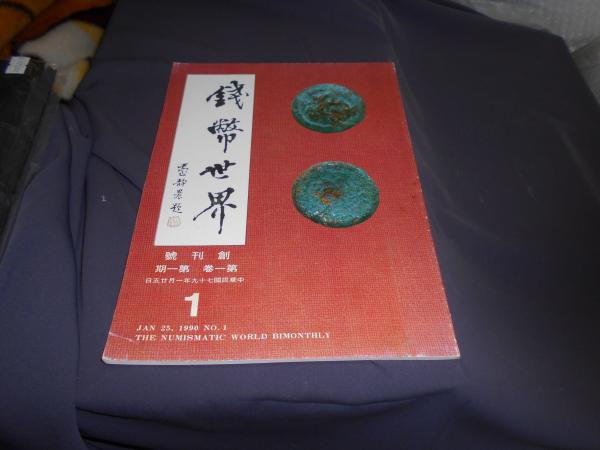 錢幣世界
創刊號
第一卷 第一期
中華民國七十九年一月廿五日
1
JAN 25, 1990 NO. 1
THE NUMISMATIC WORLD BIMONTHLY